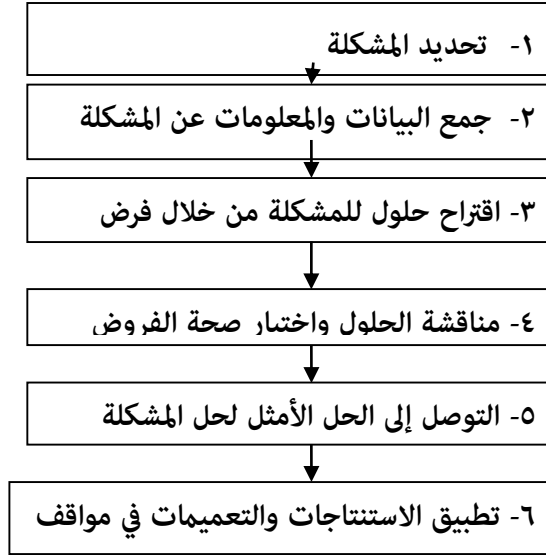 ١- تحديد المشكلة
٢- جمع البيانات والمعلومات عن المشكلة
٣- اقتراح حلول للمشكلة من خلال فرض
٤- مناقشة الحلول واختبار صحة الفروض
٥- التوصل إلى الحل الأمثل لحل المشكلة
٦- تطبيق الاستنتاجات والتعميمات في مواقف